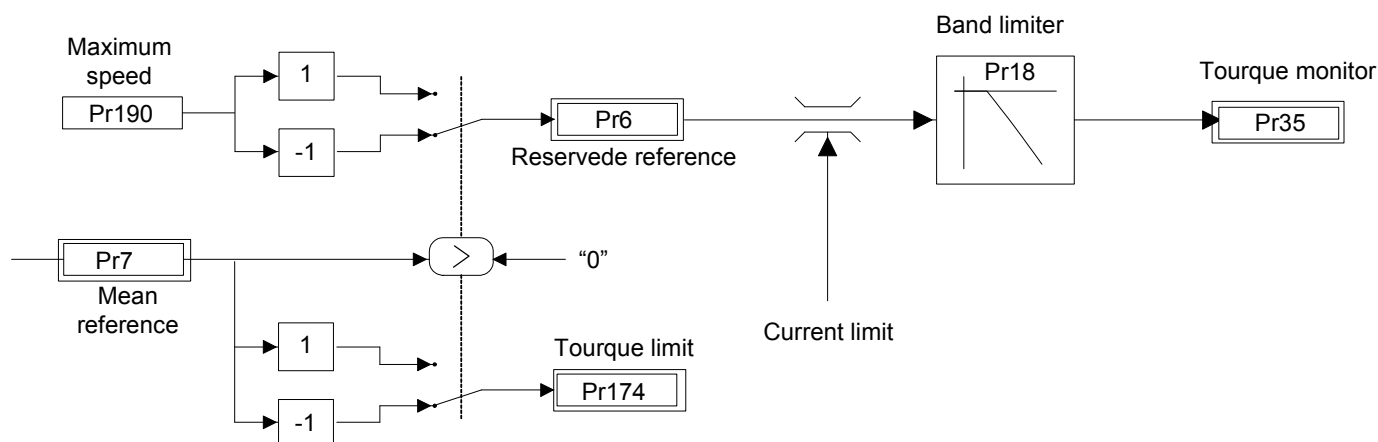 Maximum
speed
Pr190
1
-1
Pr6
Reservede reference
Band limiter
Pr18
Tourque monitor
Pr35
Pr7
Mean
reference
>
“0”
Current limit
1
-1
Tourque limit
Pr174